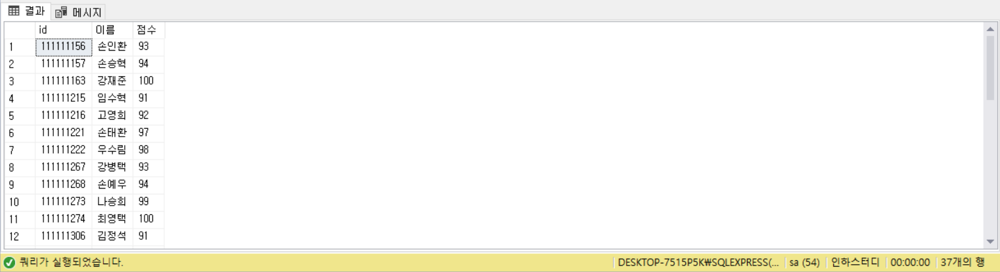 결과 메시지
id 이름 점수
1 111111156 손인환 93
2 111111157 손승혁 94
3 111111163 강재준 100
4 111111215 임수혁 91
5 111111216 고영희 92
6 111111221 손태환 97
7 111111222 우수림 98
8 111111267 강병택 93
9 111111268 손예우 94
10 111111273 나승희 99
11 111111274 최영택 100
12 111111306 김정석 91
쿼리가 실행되었습니다. DESKTOP-7515P5K₩SQLEXPRESS(... sa (54) 인하스터디 00:00:00 37개의 행